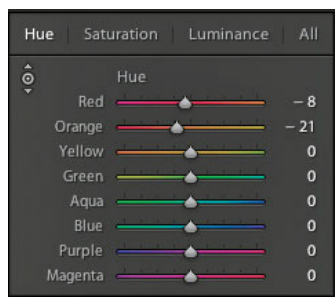 Hue Saturation Luminance All
Hue
Red – 8
Orange – 21
Yellow 0
Green 0
Aqua 0
Blue 0
Purple 0
Magenta 0